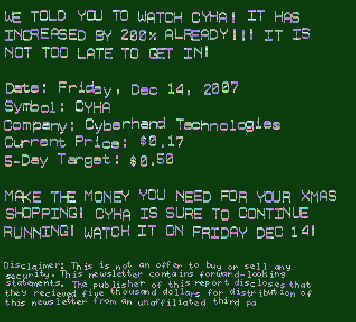 WE TOLD YOU TO WATCH CYHA! IT HAS
INCREASED BY 200% ALREADY!!! IT IS
NOT TOO LATE TO GET IN!
Date: Friday, Dec 14, 2007
Symbol: CYHA
Company: Cyberhand Technologies
Current Price: $0.17
5-Day Target: $0.50
MAKE THE MONEY YOU NEED FOR YOUR XMAS
SHOPPING! CYHA IS SURE TO CONTINUE
RUNNING! WATCH IT ON FRIDAY DEC 14!
Disclaimer: This is not an offer to buy or sell any
security. This newsletter contains forward-looking
statements. The publisher of this report discloses that
they recieved five thousand dollars for distribution of
this newsletter from an unaffiliated third pa